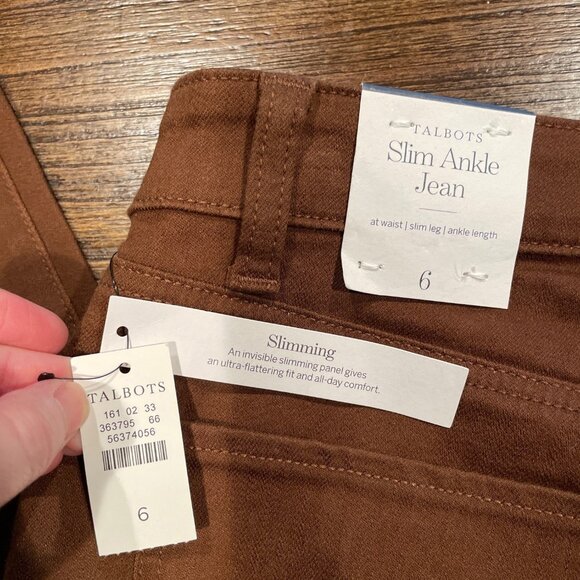 TALBOTS
Slim Ankle
Jean
at waist | slim leg | ankle length
6
Slimming
An invisible slimming panel gives
an ultra-flattering fit and all-day comfort.
TALBOTS
161 02 33
363795 66
56374056
6